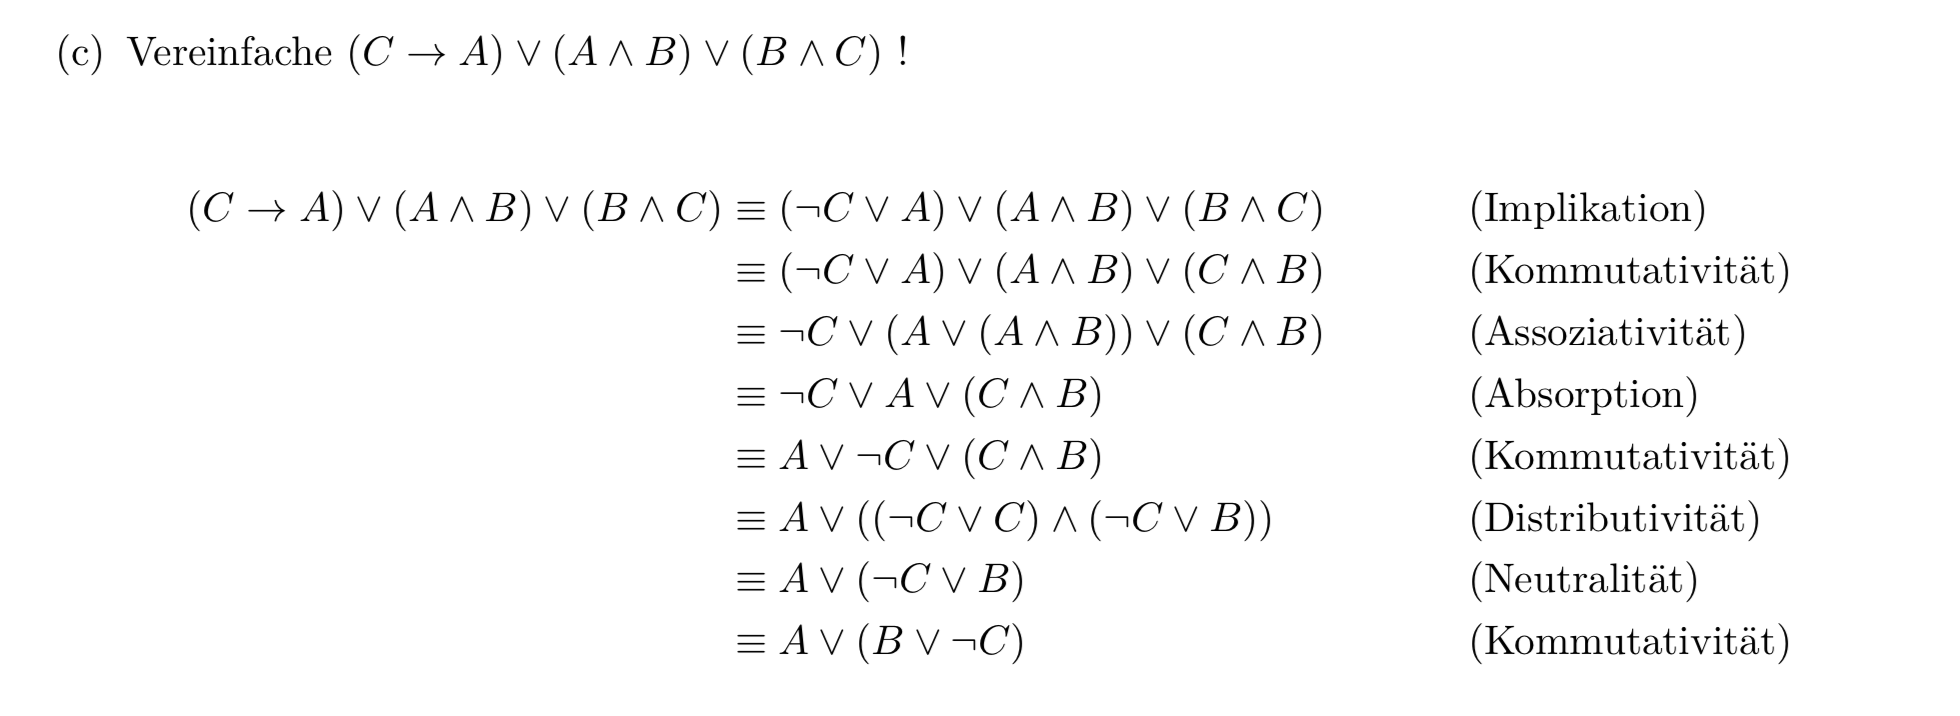 (c) Vereinfache (C → A) ∨ (A ∧ B) ∨ (B ∧ C) !
(C → A) ∨ (A ∧ B) ∨ (B ∧ C) ≡ (¬C ∨ A) ∨ (A ∧ B) ∨ (B ∧ C) (Implikation)
≡ (¬C ∨ A) ∨ (A ∧ B) ∨ (C ∧ B) (Kommutativität)
≡ ¬C ∨ (A ∨ (A ∧ B)) ∨ (C ∧ B) (Assoziativität)
≡ ¬C ∨ A ∨ (C ∧ B) (Absorption)
≡ A ∨ ¬C ∨ (C ∧ B) (Kommutativität)
≡ A ∨ ((¬C ∨ C) ∧ (¬C ∨ B)) (Distributivität)
≡ A ∨ (¬C ∨ B) (Neutralität)
≡ A ∨ (B ∨ ¬C) (Kommutativität)